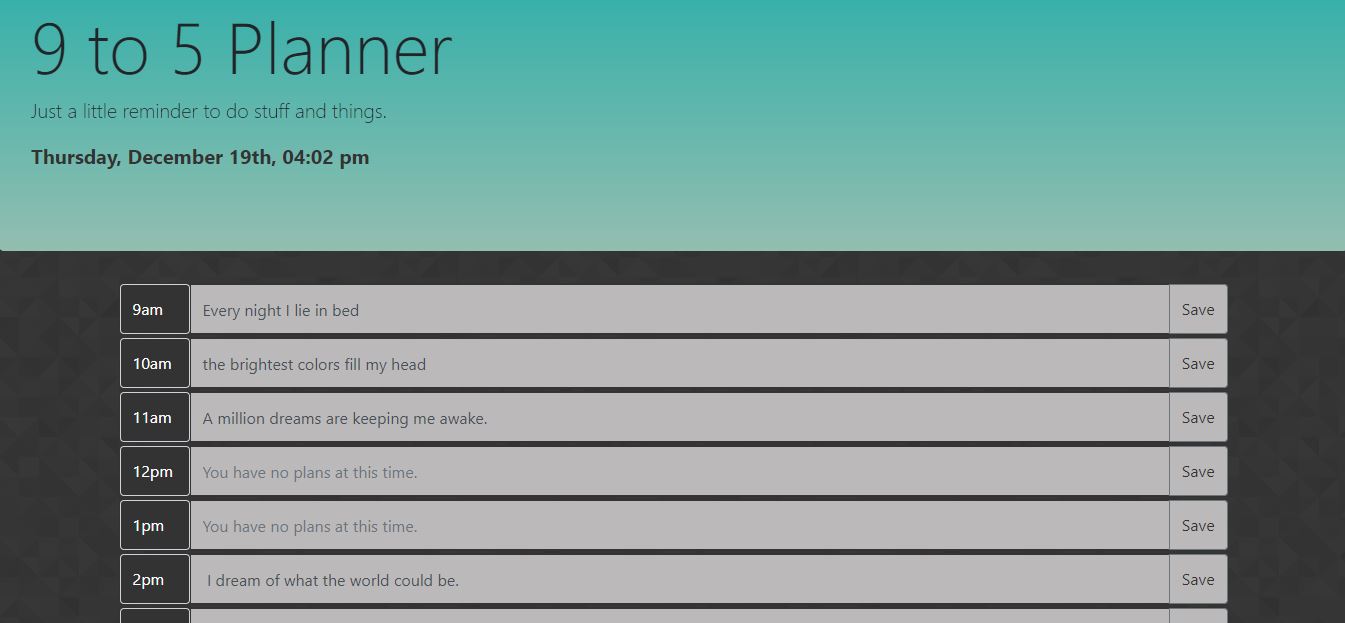 9 to 5 Planner
Just a little reminder to do stuff and things.
Thursday, December 19th, 04:02 pm
9am Every night I lie in bed Save
10am the brightest colors fill my head Save
11am A million dreams are keeping me awake. Save
12pm You have no plans at this time. Save
1pm You have no plans at this time. Save
2pm I dream of what the world could be. Save